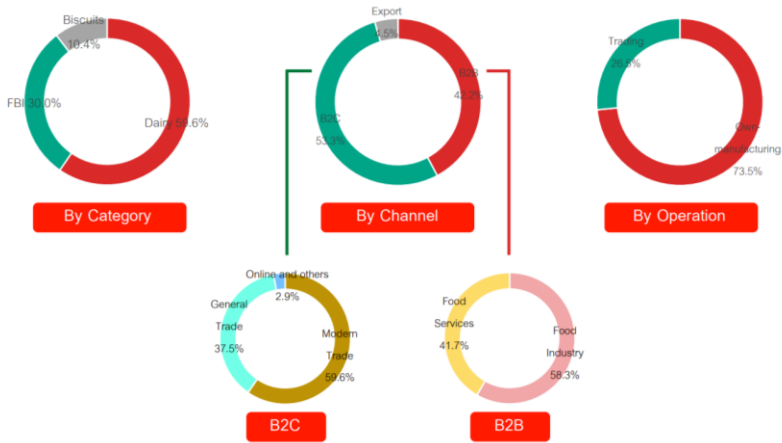 Biscuits
10.4%
FBI 30.0%
Dairy 59.6%
By Category
Export
4.5%
B2B
42.2%
B2C
53.3%
By Channel
Trading
26.5%
Own-
manufacturing
73.5%
By Operation
Online and others
2.9%
General
Trade
37.5%
Modern
Trade
59.6%
B2C
Food
Services
41.7%
Food
Industry
58.3%
B2B